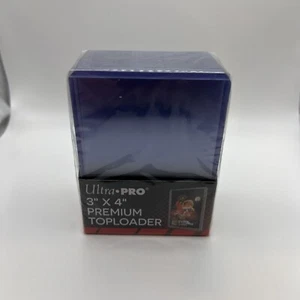 Ultra•PRO
3" X 4"
PREMIUM
TOPLOADER